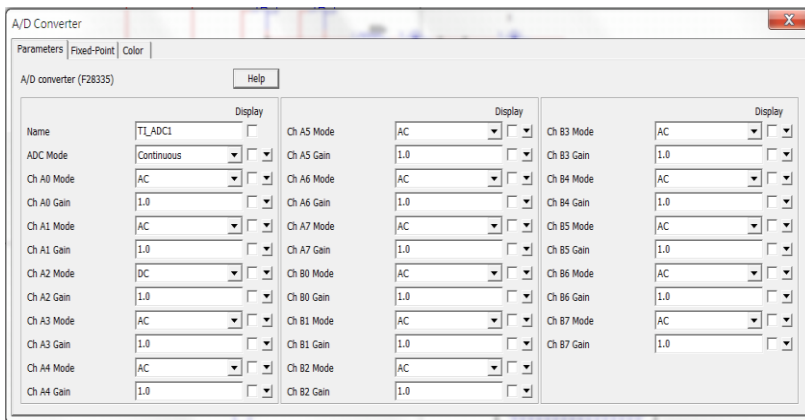 A/D Converter
X
Parameters Fixed-Point Color
A/D converter (F28335) Help
Display
Name TI_ADC1
ADC Mode Continuous
Ch A0 Mode AC
Ch A0 Gain 1.0
Ch A1 Mode AC
Ch A1 Gain 1.0
Ch A2 Mode DC
Ch A2 Gain 1.0
Ch A3 Mode AC
Ch A3 Gain 1.0
Ch A4 Mode AC
Ch A4 Gain 1.0
Display
Ch A5 Mode AC
Ch A5 Gain 1.0
Ch A6 Mode AC
Ch A6 Gain 1.0
Ch A7 Mode AC
Ch A7 Gain 1.0
Ch B0 Mode AC
Ch B0 Gain 1.0
Ch B1 Mode AC
Ch B1 Gain 1.0
Ch B2 Mode AC
Ch B2 Gain 1.0
Display
Ch B3 Mode AC
Ch B3 Gain 1.0
Ch B4 Mode AC
Ch B4 Gain 1.0
Ch B5 Mode AC
Ch B5 Gain 1.0
Ch B6 Mode AC
Ch B6 Gain 1.0
Ch B7 Mode AC
Ch B7 Gain 1.0